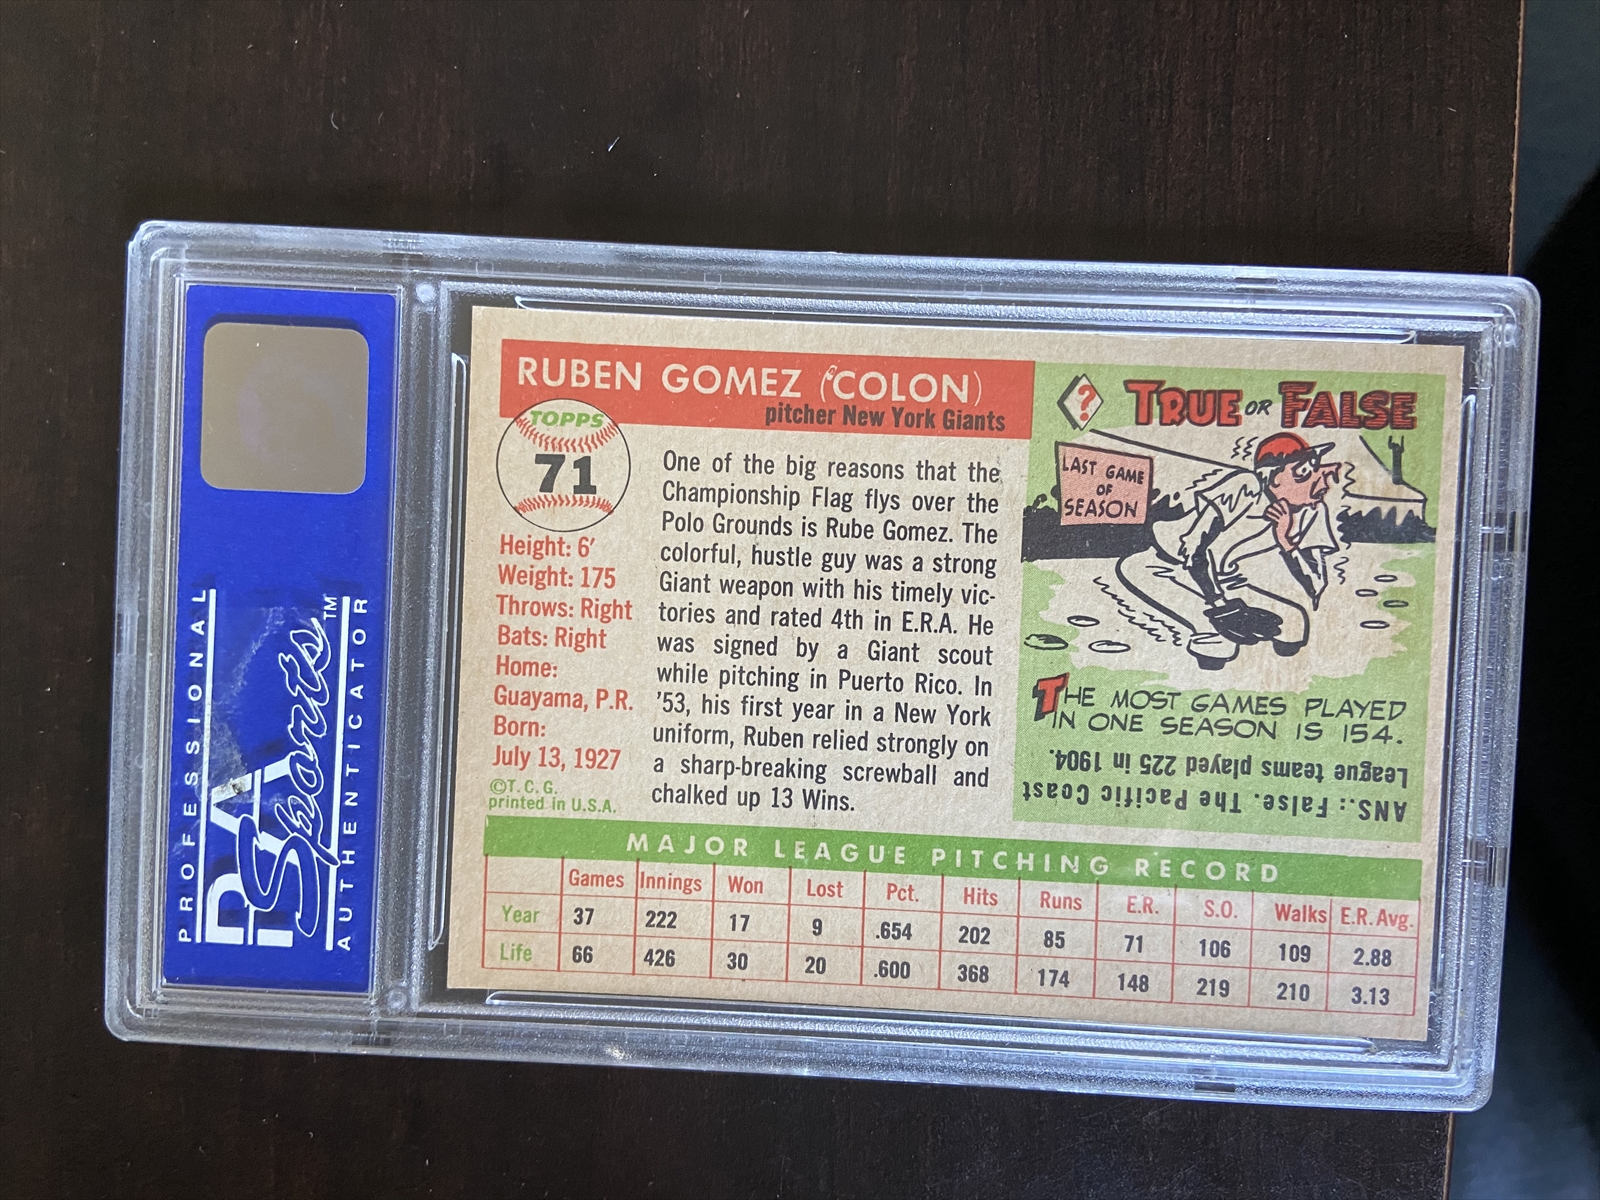 PROFESSIONAL
PSA
Sports™
AUTHENTICATOR
RUBEN GOMEZ (COLON)
pitcher New York Giants
TOPPS
71
Height: 6'
Weight: 175
Throws: Right
Bats: Right
Home:
Guayama, P.R.
Born:
July 13, 1927
©T. C. G.
printed in U.S.A.
One of the big reasons that the
Championship Flag flys over the
Polo Grounds is Rube Gomez. The
colorful, hustle guy was a strong
Giant weapon with his timely vic-
tories and rated 4th in E.R.A. He
was signed by a Giant scout
while pitching in Puerto Rico. In
'53, his first year in a New York
uniform, Ruben relied strongly on
a sharp-breaking screwball and
chalked up 13 Wins.
? TRUE OR FALSE
LAST GAME
OF
SEASON
THE MOST GAMES PLAYED
IN ONE SEASON IS 154.
ANS.: False. The Pacific Coast
League teams played 225 in 1904.
MAJOR LEAGUE PITCHING RECORD
Games Innings Won Lost Pct. Hits Runs E.R. S.O. Walks E.R. Avg.
Year 37 222 17 9 .654 202 85 71 106 109 2.88
Life 66 426 30 20 .600 368 174 148 219 210 3.13